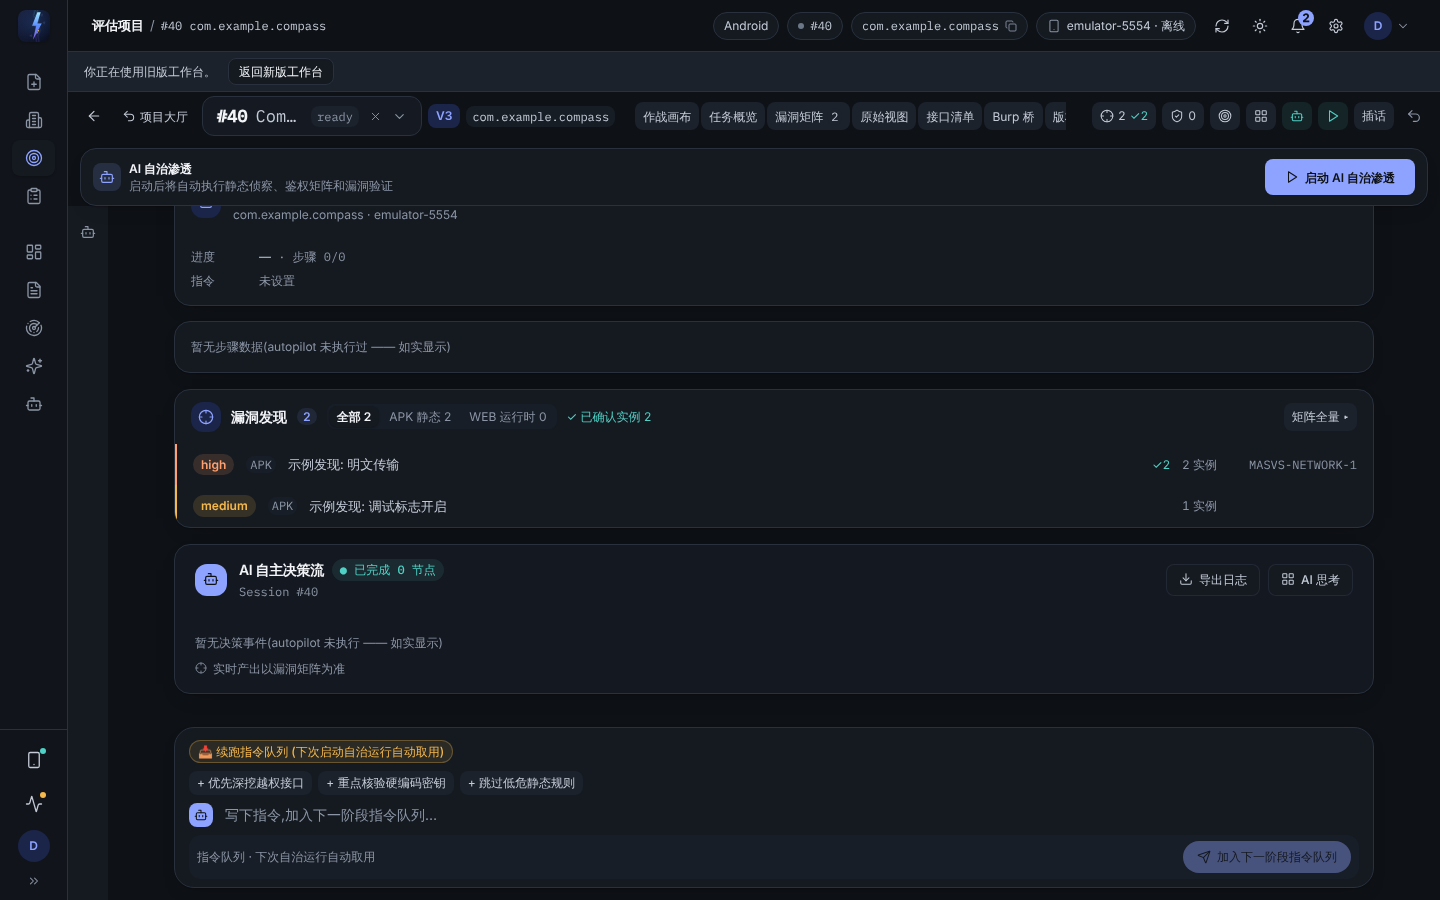 评估项目 / #40 com.example.compass
Android
#40
com.example.compass
emulator-5554 · 离线
2
D
你正在使用旧版工作台。
返回新版工作台
项目大厅
#40 Com… ready
V3
com.example.compass
作战画布
任务概览
漏洞矩阵 2
原始视图
接口清单
Burp 桥
2 ✓2
0
插话
AI 自治渗透
启动后将自动执行静态侦察、鉴权矩阵和漏洞验证
启动 AI 自治渗透
com.example.compass · emulator-5554
进度 — · 步骤 0/0
指令 未设置
暂无步骤数据(autopilot 未执行过 —— 如实显示)
漏洞发现 2 全部 2 APK 静态 2 WEB 运行时 0 ✓ 已确认实例 2
矩阵全量 ▸
high APK 示例发现: 明文传输 ✓2 2 实例 MASVS-NETWORK-1
medium APK 示例发现: 调试标志开启 1 实例
AI 自主决策流 ● 已完成 0 节点
Session #40
导出日志
AI 思考
暂无决策事件(autopilot 未执行 —— 如实显示)
实时产出以漏洞矩阵为准
📥 续跑指令队列 (下次启动自治运行自动取用)
+ 优先深挖越权接口
+ 重点核验硬编码密钥
+ 跳过低危静态规则
写下指令,加入下一阶段指令队列...
指令队列 · 下次自治运行自动取用
加入下一阶段指令队列
D